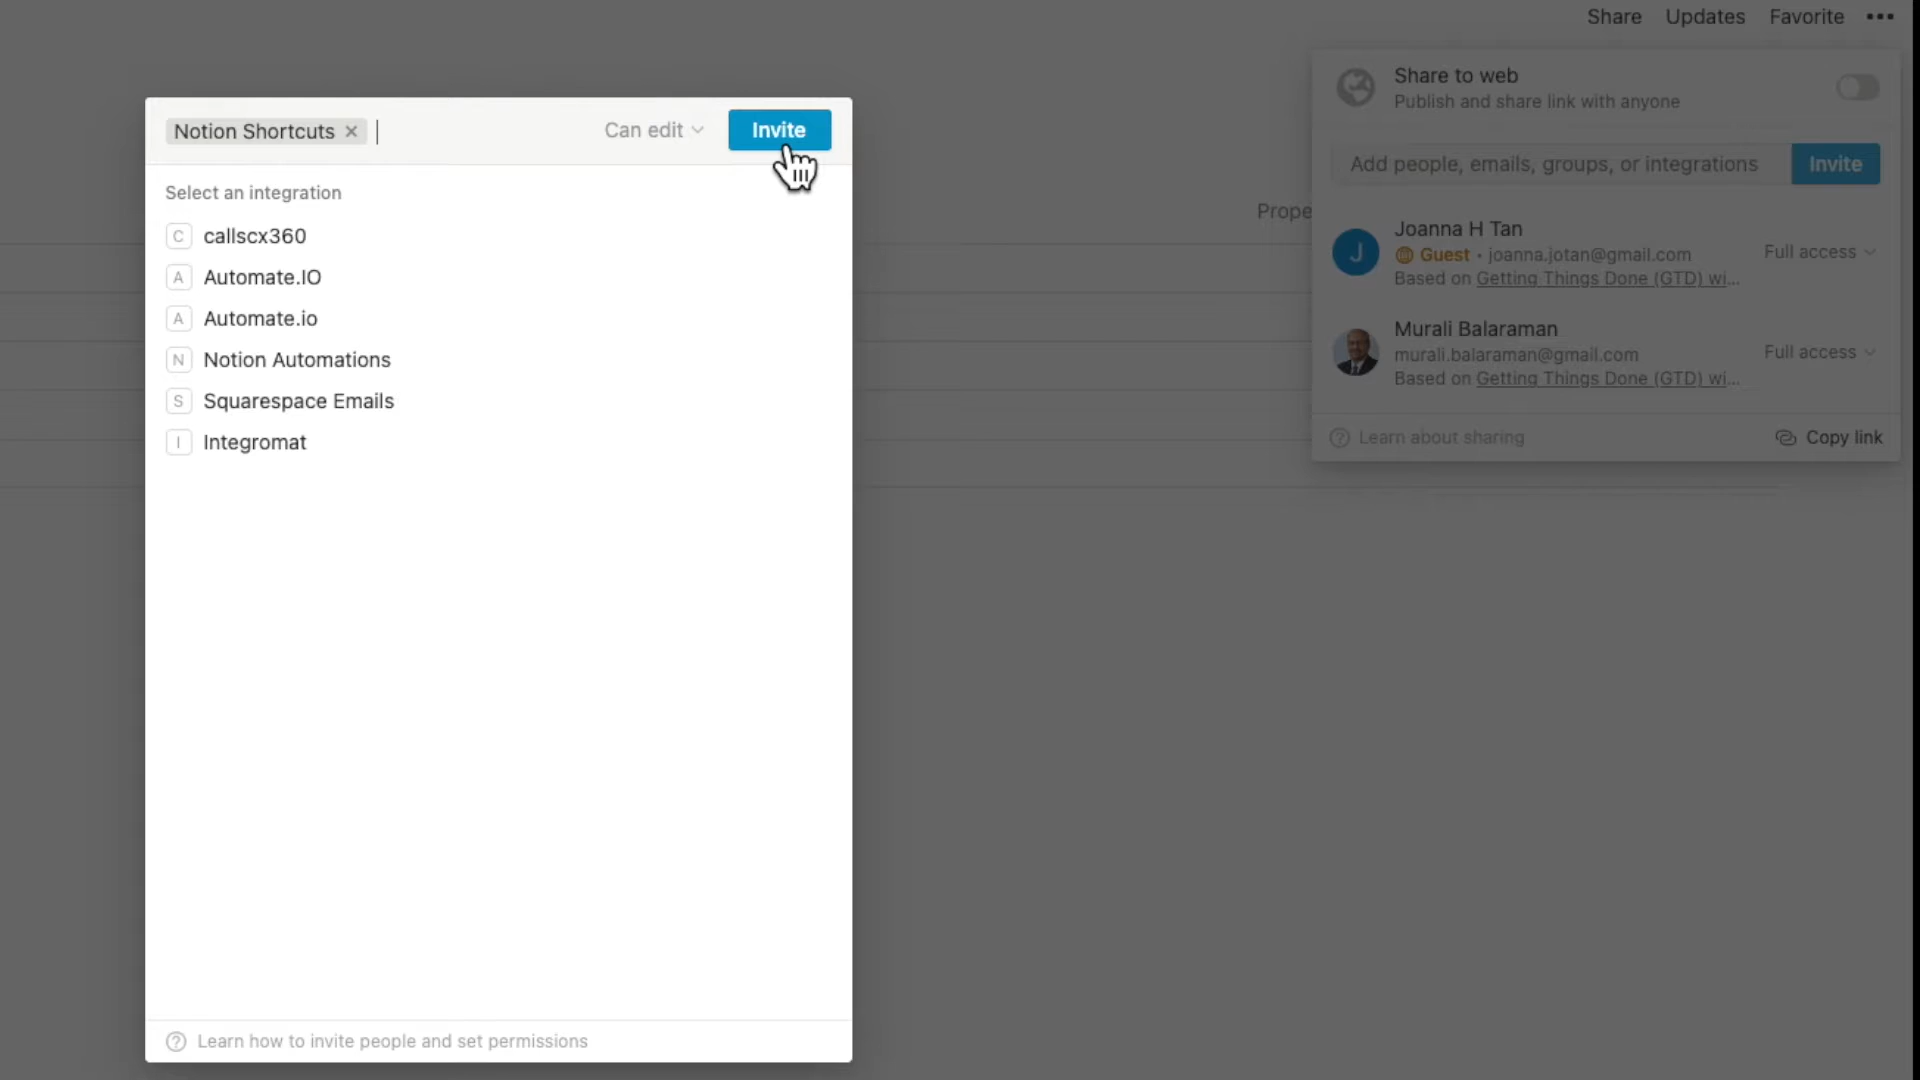 Share Updates Favorite
Share to web
Publish and share link with anyone
Notion Shortcuts
Can edit
Invite
Add people, emails, groups, or integrations
Invite
Select an integration
Prope
C callscx360
Joanna H Tan
Guest • joanna.jotan@gmail.com
Full access
Based on Getting Things Done (GTD) wi...
A Automate.IO
A Automate.io
Murali Balaraman
murali.balaraman@gmail.com
Full access
Based on Getting Things Done (GTD) wi...
N Notion Automations
S Squarespace Emails
I Integromat
? Learn about sharing
Copy link
? Learn how to invite people and set permissions